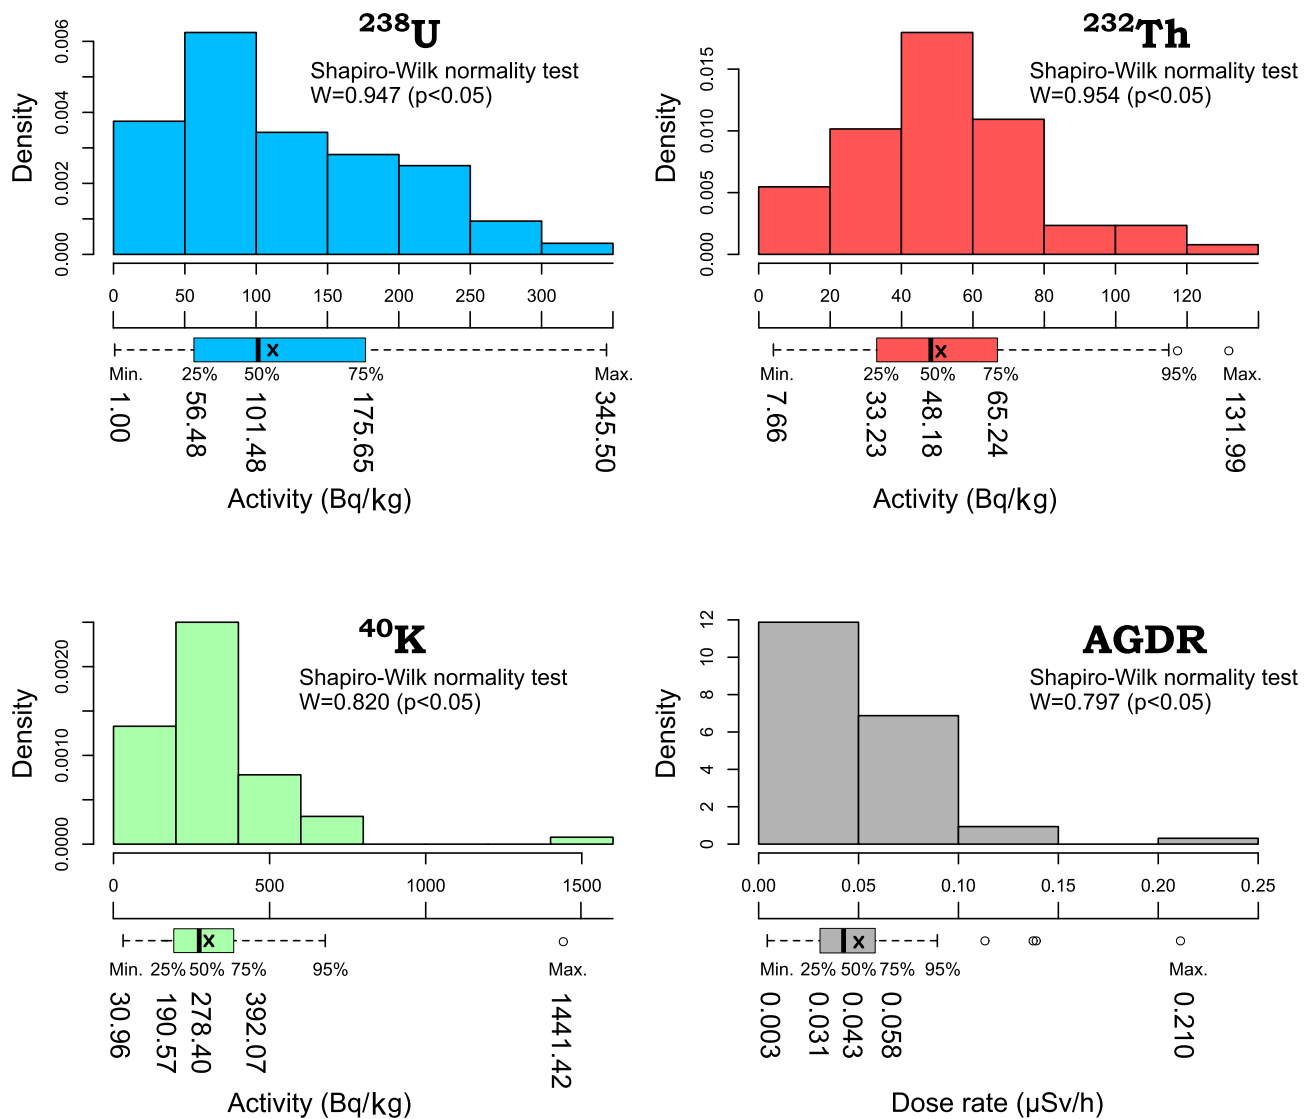 ²³⁸U
Shapiro-Wilk normality test
W=0.947 (p<0.05)
Density
0.000 0.002 0.004 0.006
0 50 100 150 200 250 300
Min. 25% 50% 75% Max.
1.00 56.48 101.48 175.65 345.50
Activity (Bq/kg)
²³²Th
Shapiro-Wilk normality test
W=0.954 (p<0.05)
Density
0.000 0.005 0.010 0.015
0 20 40 60 80 100 120
Min. 25% 50% 75% 95% Max.
7.66 33.23 48.18 65.24 131.99
Activity (Bq/kg)
⁴⁰K
Shapiro-Wilk normality test
W=0.820 (p<0.05)
Density
0.0000 0.0010 0.0020
0 500 1000 1500
Min. 25% 50% 75% 95% Max.
30.96 190.57 278.40 392.07 1441.42
Activity (Bq/kg)
AGDR
Shapiro-Wilk normality test
W=0.797 (p<0.05)
Density
0 2 4 6 8 10 12
0.00 0.05 0.10 0.15 0.20 0.25
Min. 25% 50% 75% 95% Max.
0.003 0.031 0.043 0.058 0.210
Dose rate (µSv/h)